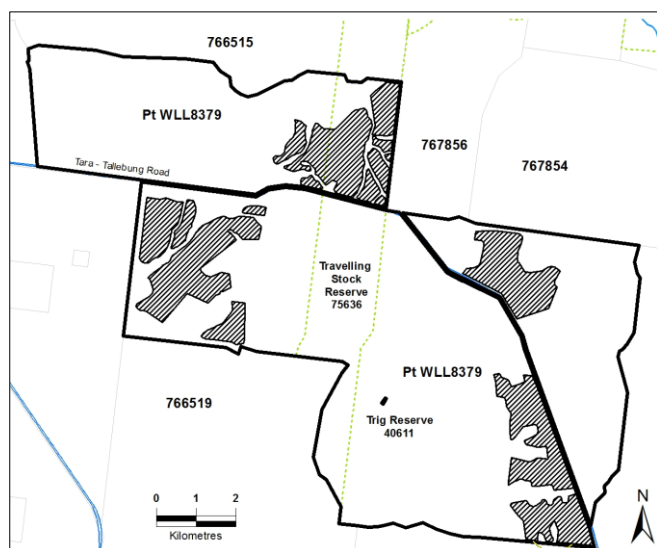 766515
Pt WLL8379
767856
767854
Tara - Tallebung Road
Travelling
Stock
Reserve
75636
Pt WLL8379
766519
Trig Reserve
40611
0 1 2
Kilometres
N